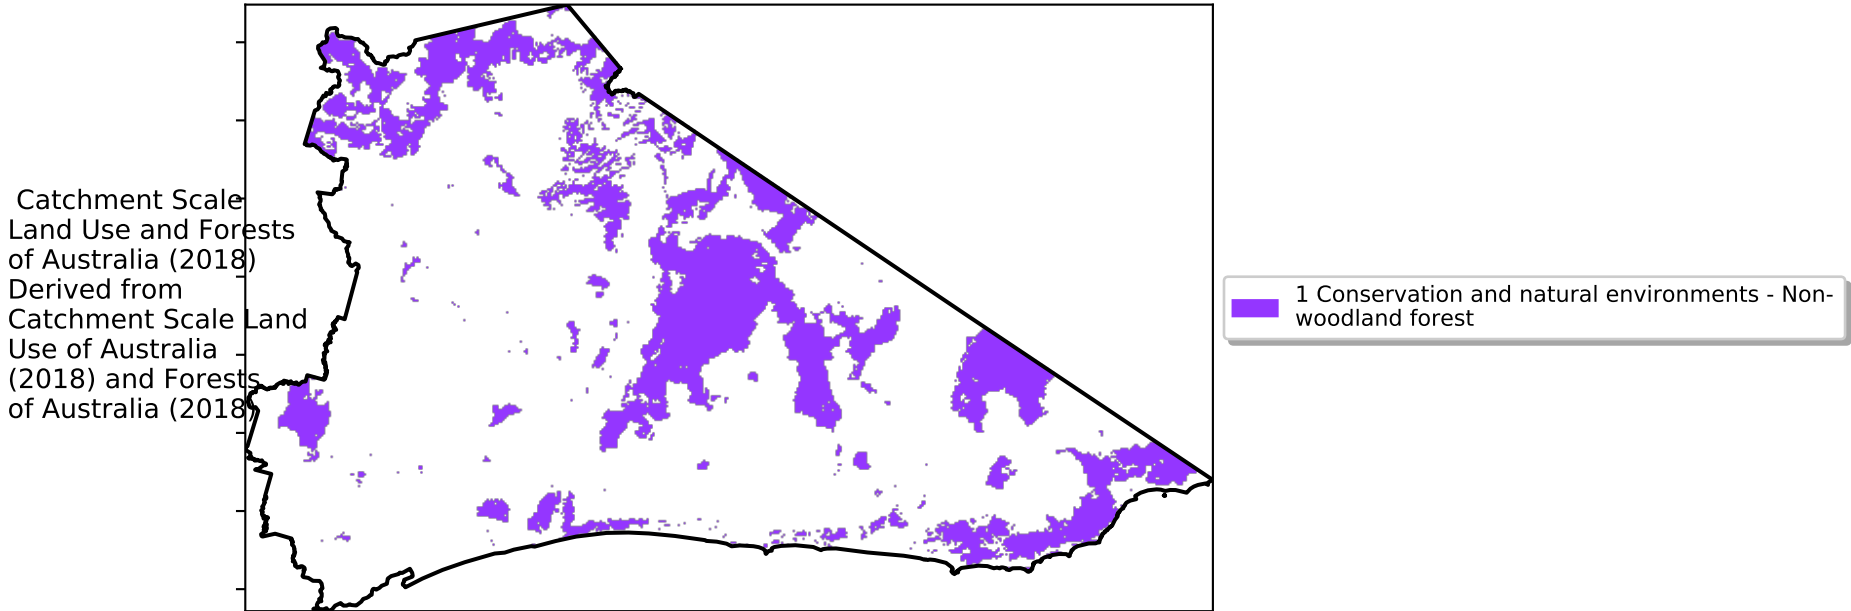 Catchment Scale
Land Use and Forests
of Australia (2018)
Derived from
Catchment Scale Land
Use of Australia
(2018) and Forests
of Australia (2018)
1 Conservation and natural environments - Non-
woodland forest